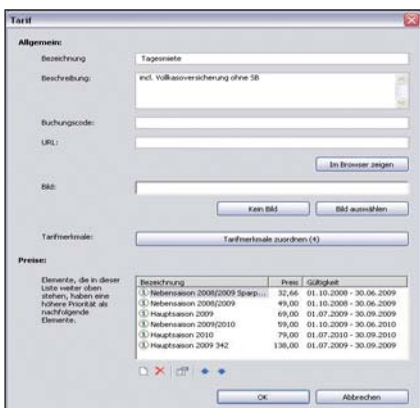 Tarif
Allgemein:
Bezeichnung Tagesmiete
Beschreibung: incl. Vollkasoversicherung ohne SB
Buchungscode:
URL:
Im Browser zeigen
Bild:
Kein Bild Bild auswählen
Tarifmerkmale: Tarifmerkmale zuordnen (4)
Preise:
Elemente, die in dieser
Liste weiter oben
stehen, haben eine
höhere Priorität als
nachfolgende
Elemente.
Bezeichnung Preis Gültigkeit
Nebensaison 2008/2009 Sparp... 32,66 01.10.2008 - 30.06.2009
Nebensaison 2008/2009 49,00 01.10.2008 - 30.06.2009
Hauptsaison 2009 69,00 01.07.2009 - 30.09.2009
Nebensaison 2009/2010 59,00 01.10.2009 - 30.06.2010
Hauptsaison 2010 79,00 01.07.2010 - 30.09.2010
Hauptsaison 2009 342 138,00 01.07.2009 - 30.09.2009
OK Abbrechen